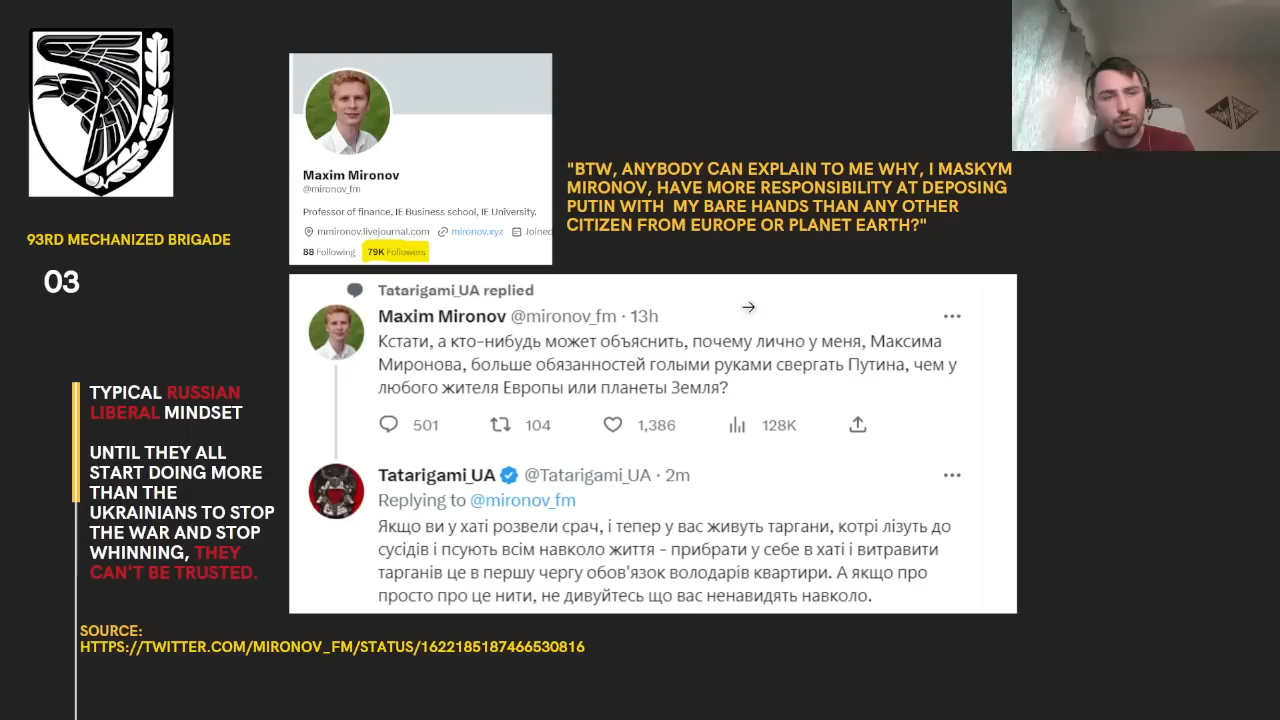 93RD MECHANIZED BRIGADE
03
TYPICAL RUSSIAN
LIBERAL MINDSET
UNTIL THEY ALL
START DOING MORE
THAN THE
UKRAINIANS TO STOP
THE WAR AND STOP
WHINNING, THEY
CAN'T BE TRUSTED.
Maxim Mironov
@mironov_fm
Professor of finance, IE Business school, IE University.
mmironov.livejournal.com mironov.xyz Joined
88 Following 79K Followers
"BTW, ANYBODY CAN EXPLAIN TO ME WHY, I MASKYM
MIRONOV, HAVE MORE RESPONSIBILITY AT DEPOSING
PUTIN WITH MY BARE HANDS THAN ANY OTHER
CITIZEN FROM EUROPE OR PLANET EARTH?"
Tatarigami_UA replied
Maxim Mironov @mironov_fm · 13h
Кстати, а кто-нибудь может объяснить, почему лично у меня, Максима
Миронова, больше обязанностей голыми руками свергать Путина, чем у
любого жителя Европы или планеты Земля?
501 104 1,386 128K
Tatarigami_UA @Tatarigami_UA · 2m
Replying to @mironov_fm
Якщо ви у хаті розвели срач, і тепер у вас живуть таргани, котрі лізуть до
сусідів і псують всім навколо життя - прибрати у себе в хаті і витравити
тарганів це в першу чергу обов'язок володарів квартири. А якщо про
просто про це нити, не дивуйтесь що вас ненавидять навколо.
SOURCE:
HTTPS://TWITTER.COM/MIRONOV_FM/STATUS/1622185187466530816